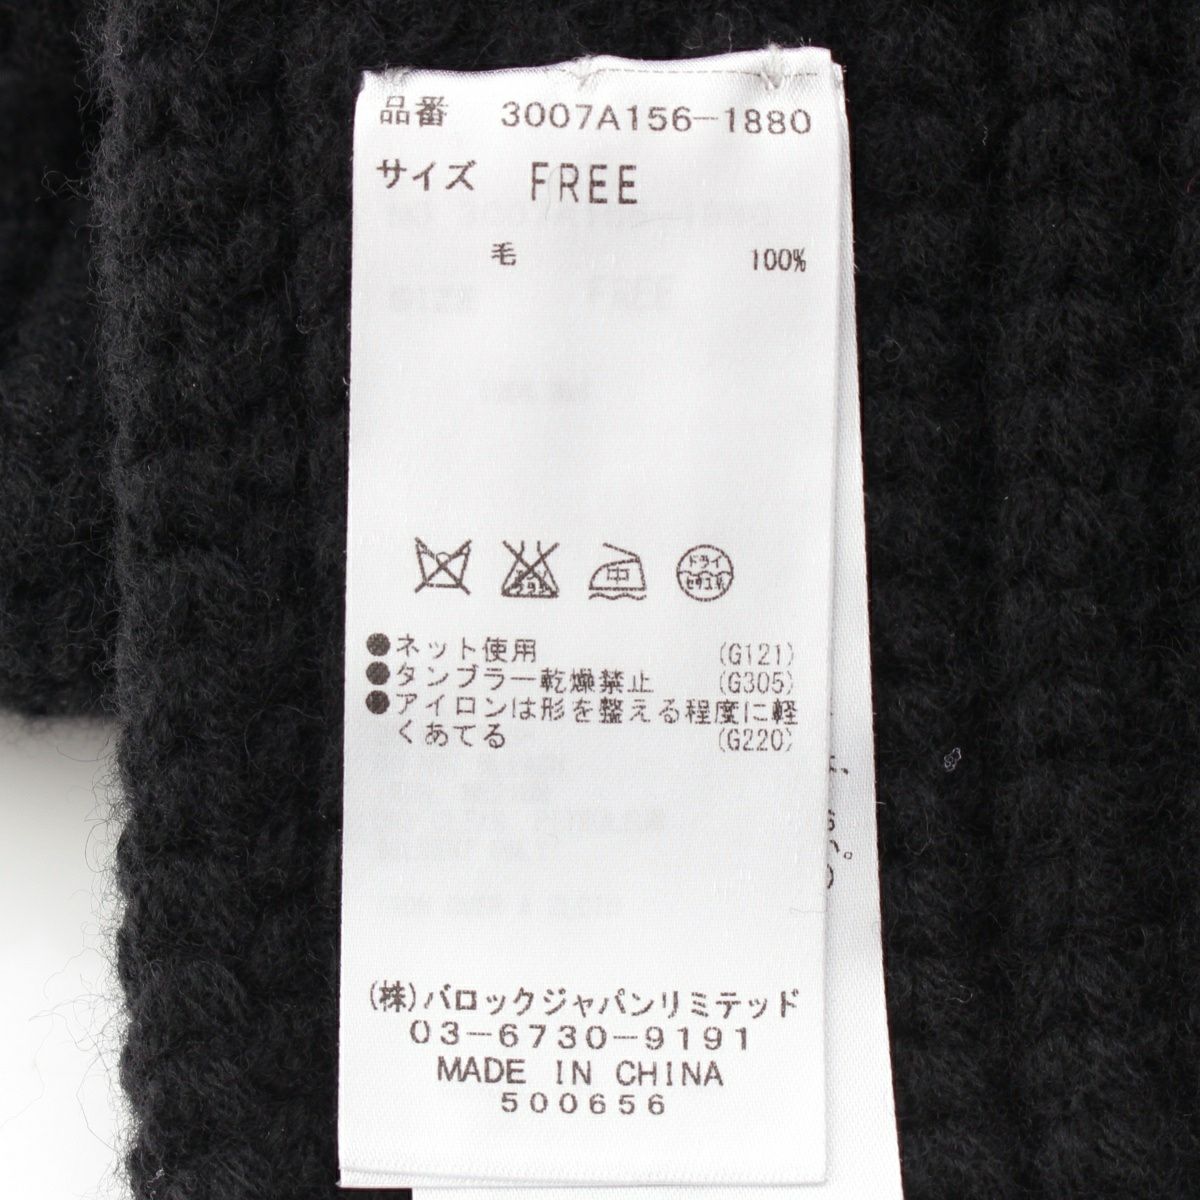 品番 3007A156-1880
サイズ FREE
毛 100%
中
ドライ
セキユ系
●ネット使用 (G121)
●タンブラー乾燥禁止 (G305)
●アイロンは形を整える程度に軽
くあてる (G220)
(株)バロックジャパンリミテッド
03-6730-9191
MADE IN CHINA
500656